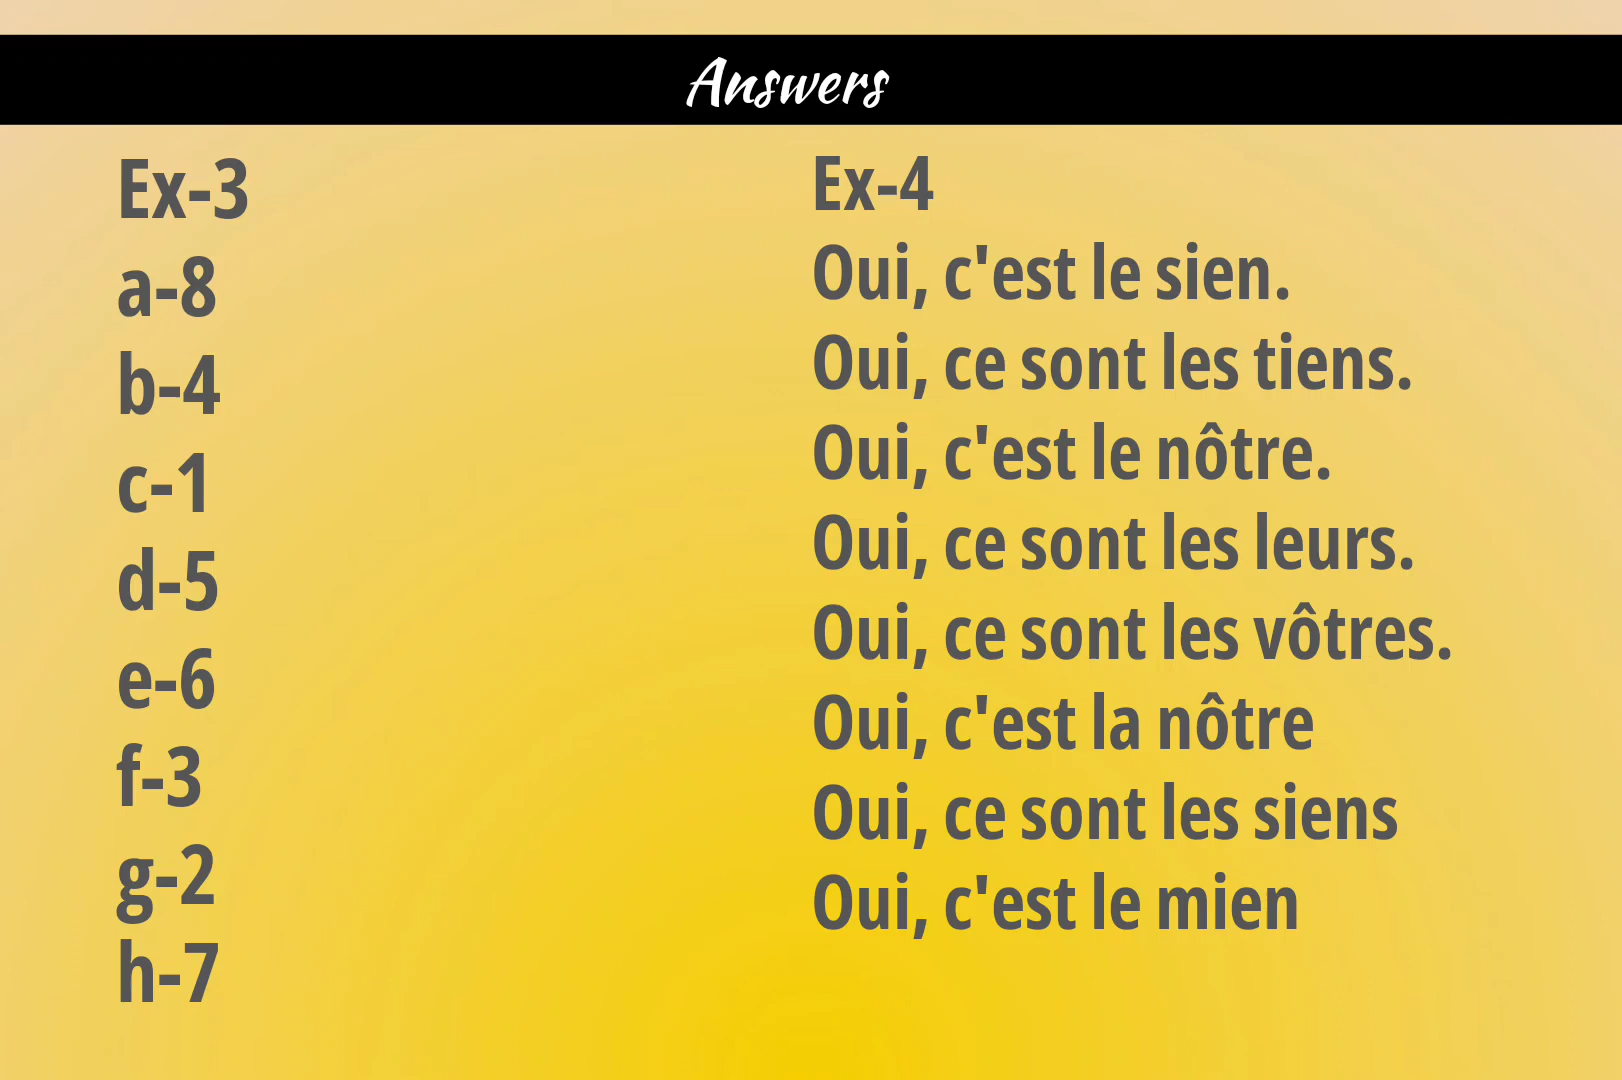 Answers
Ex-3
a-8
b-4
c-1
d-5
e-6
f-3
g-2
h-7
Ex-4
Oui, c'est le sien.
Oui, ce sont les tiens.
Oui, c'est le nôtre.
Oui, ce sont les leurs.
Oui, ce sont les vôtres.
Oui, c'est la nôtre
Oui, ce sont les siens
Oui, c'est le mien